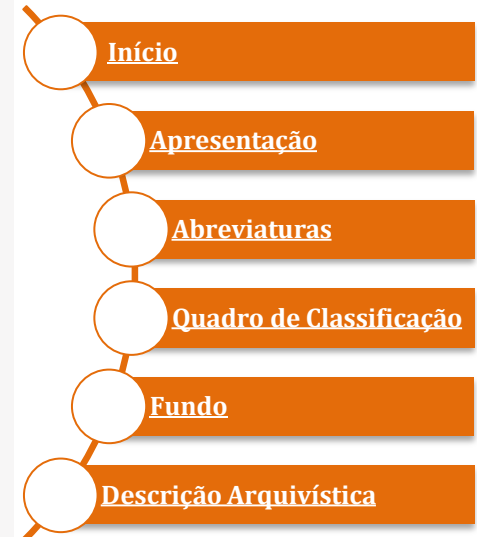 Início
Apresentação
Abreviaturas
Quadro de Classificação
Fundo
Descrição Arquivística